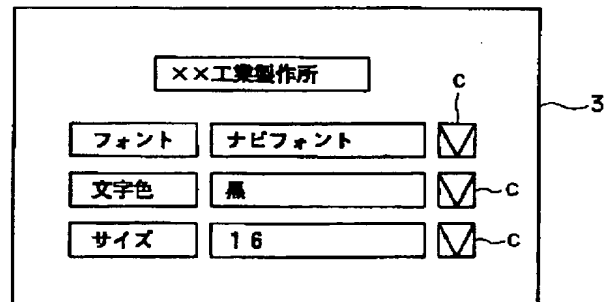 ××工業製作所
c
3
フォント ナビフォント
文字色 黒 c
サイズ 16 c